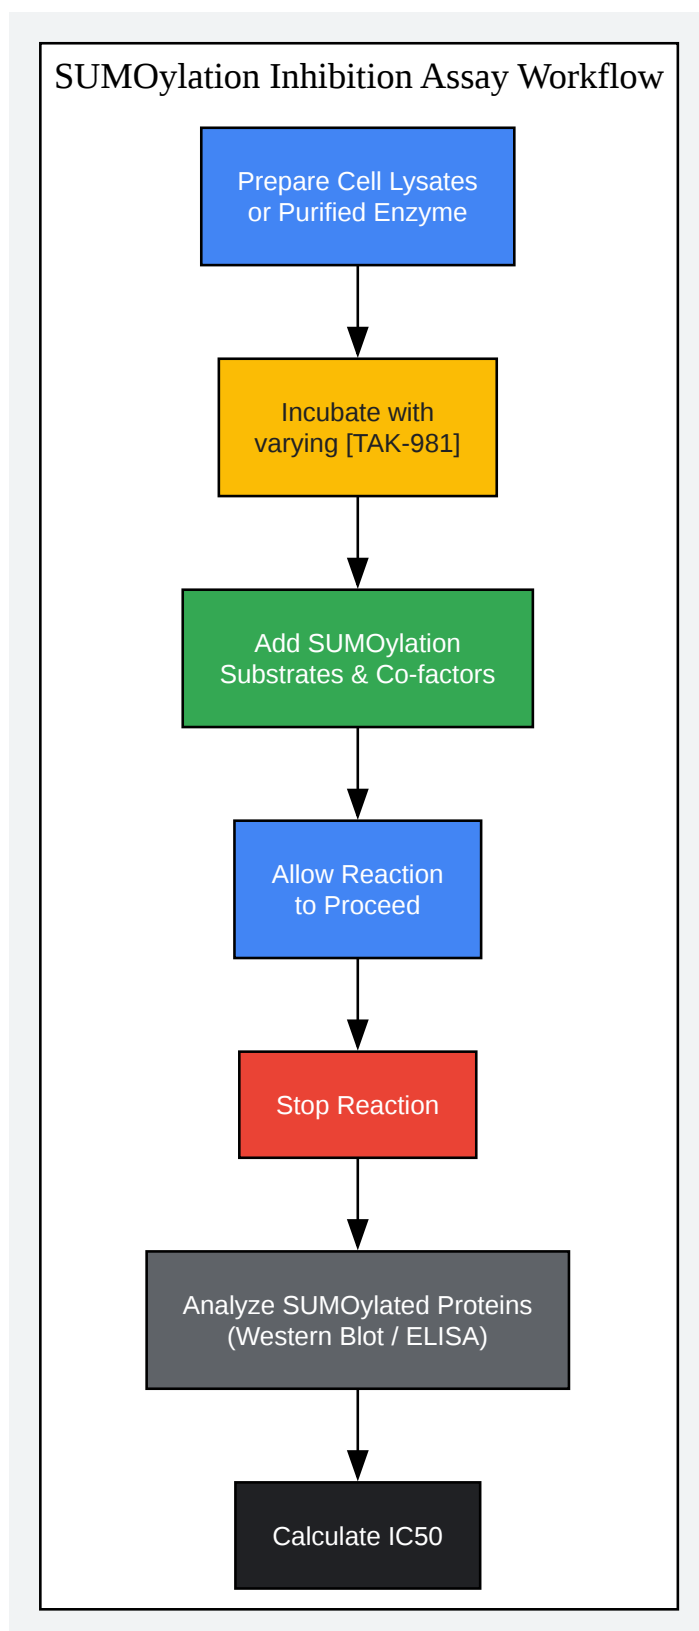 SUMOylation Inhibition Assay Workflow
Prepare Cell Lysates
or Purified Enzyme
Incubate with
varying [TAK-981]
Add SUMOylation
Substrates & Co-factors
Allow Reaction
to Proceed
Stop Reaction
Analyze SUMOylated Proteins
(Western Blot / ELISA)
Calculate IC50